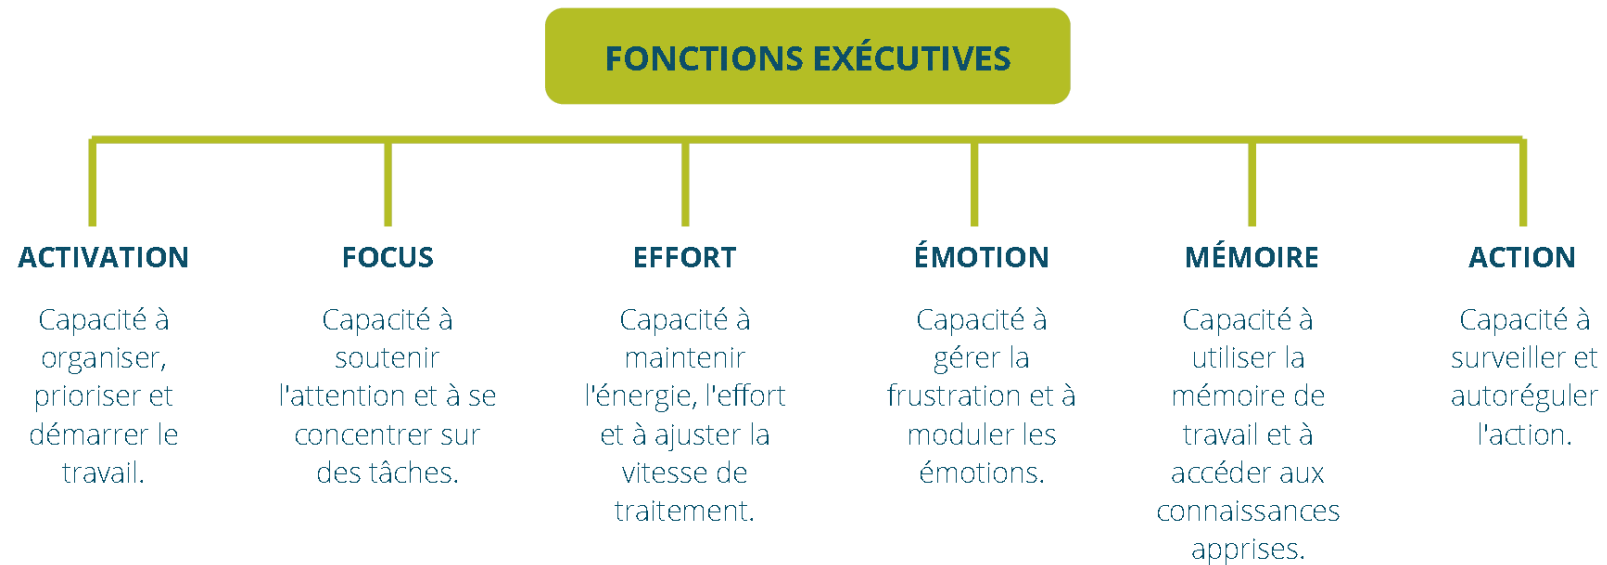 FONCTIONS EXÉCUTIVES
ACTIVATION
Capacité à
organiser,
prioriser et
démarrer le
travail.
FOCUS
Capacité à
soutenir
l'attention et à se
concentrer sur
des tâches.
EFFORT
Capacité à
maintenir
l'énergie, l'effort
et à ajuster la
vitesse de
traitement.
ÉMOTION
Capacité à
gérer la
frustration et à
moduler les
émotions.
MÉMOIRE
Capacité à
utiliser la
mémoire de
travail et à
accéder aux
connaissances
apprises.
ACTION
Capacité à
surveiller et
autoréguler
l'action.